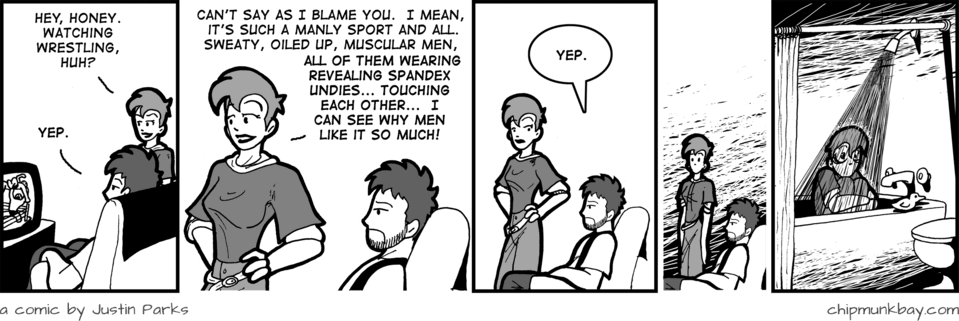 HEY, HONEY.
WATCHING
WRESTLING,
HUH?
YEP.
CAN'T SAY AS I BLAME YOU. I MEAN,
IT'S SUCH A MANLY SPORT AND ALL.
SWEATY, OILED UP, MUSCULAR MEN,
ALL OF THEM WEARING
REVEALING SPANDEX
UNDIES... TOUCHING
EACH OTHER... I
CAN SEE WHY MEN
LIKE IT SO MUCH!
YEP.
a comic by Justin Parks
chipmunkbay.com